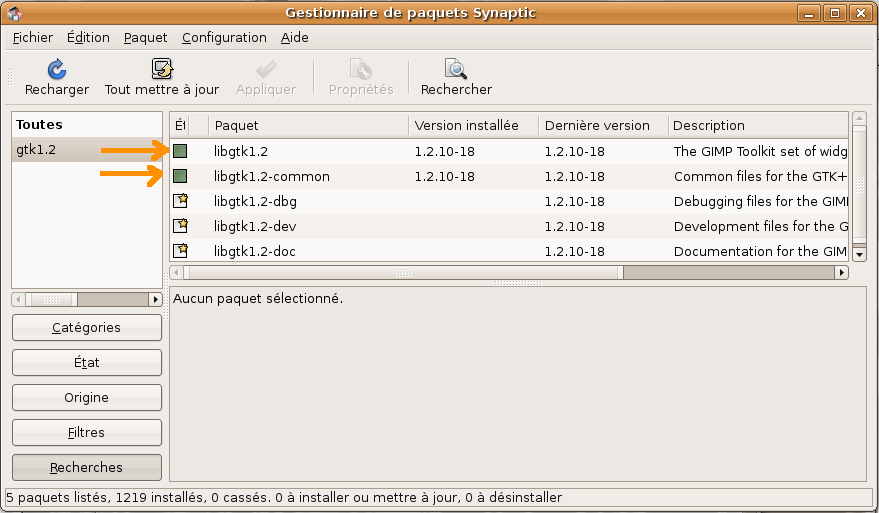 Gestionnaire de paquets Synaptic
Fichier Édition Paquet Configuration Aide
Recharger Tout mettre à jour Appliquer Propriétés Rechercher
Toutes
gtk1.2
Ét Paquet Version installée Dernière version Description
libgtk1.2 1.2.10-18 1.2.10-18 The GIMP Toolkit set of widg
libgtk1.2-common 1.2.10-18 1.2.10-18 Common files for the GTK+
libgtk1.2-dbg 1.2.10-18 Debugging files for the GIM
libgtk1.2-dev 1.2.10-18 Development files for the G
libgtk1.2-doc 1.2.10-18 Documentation for the GIM
Aucun paquet sélectionné.
Catégories
État
Origine
Filtres
Recherches
5 paquets listés, 1219 installés, 0 cassés. 0 à installer ou mettre à jour, 0 à désinstaller